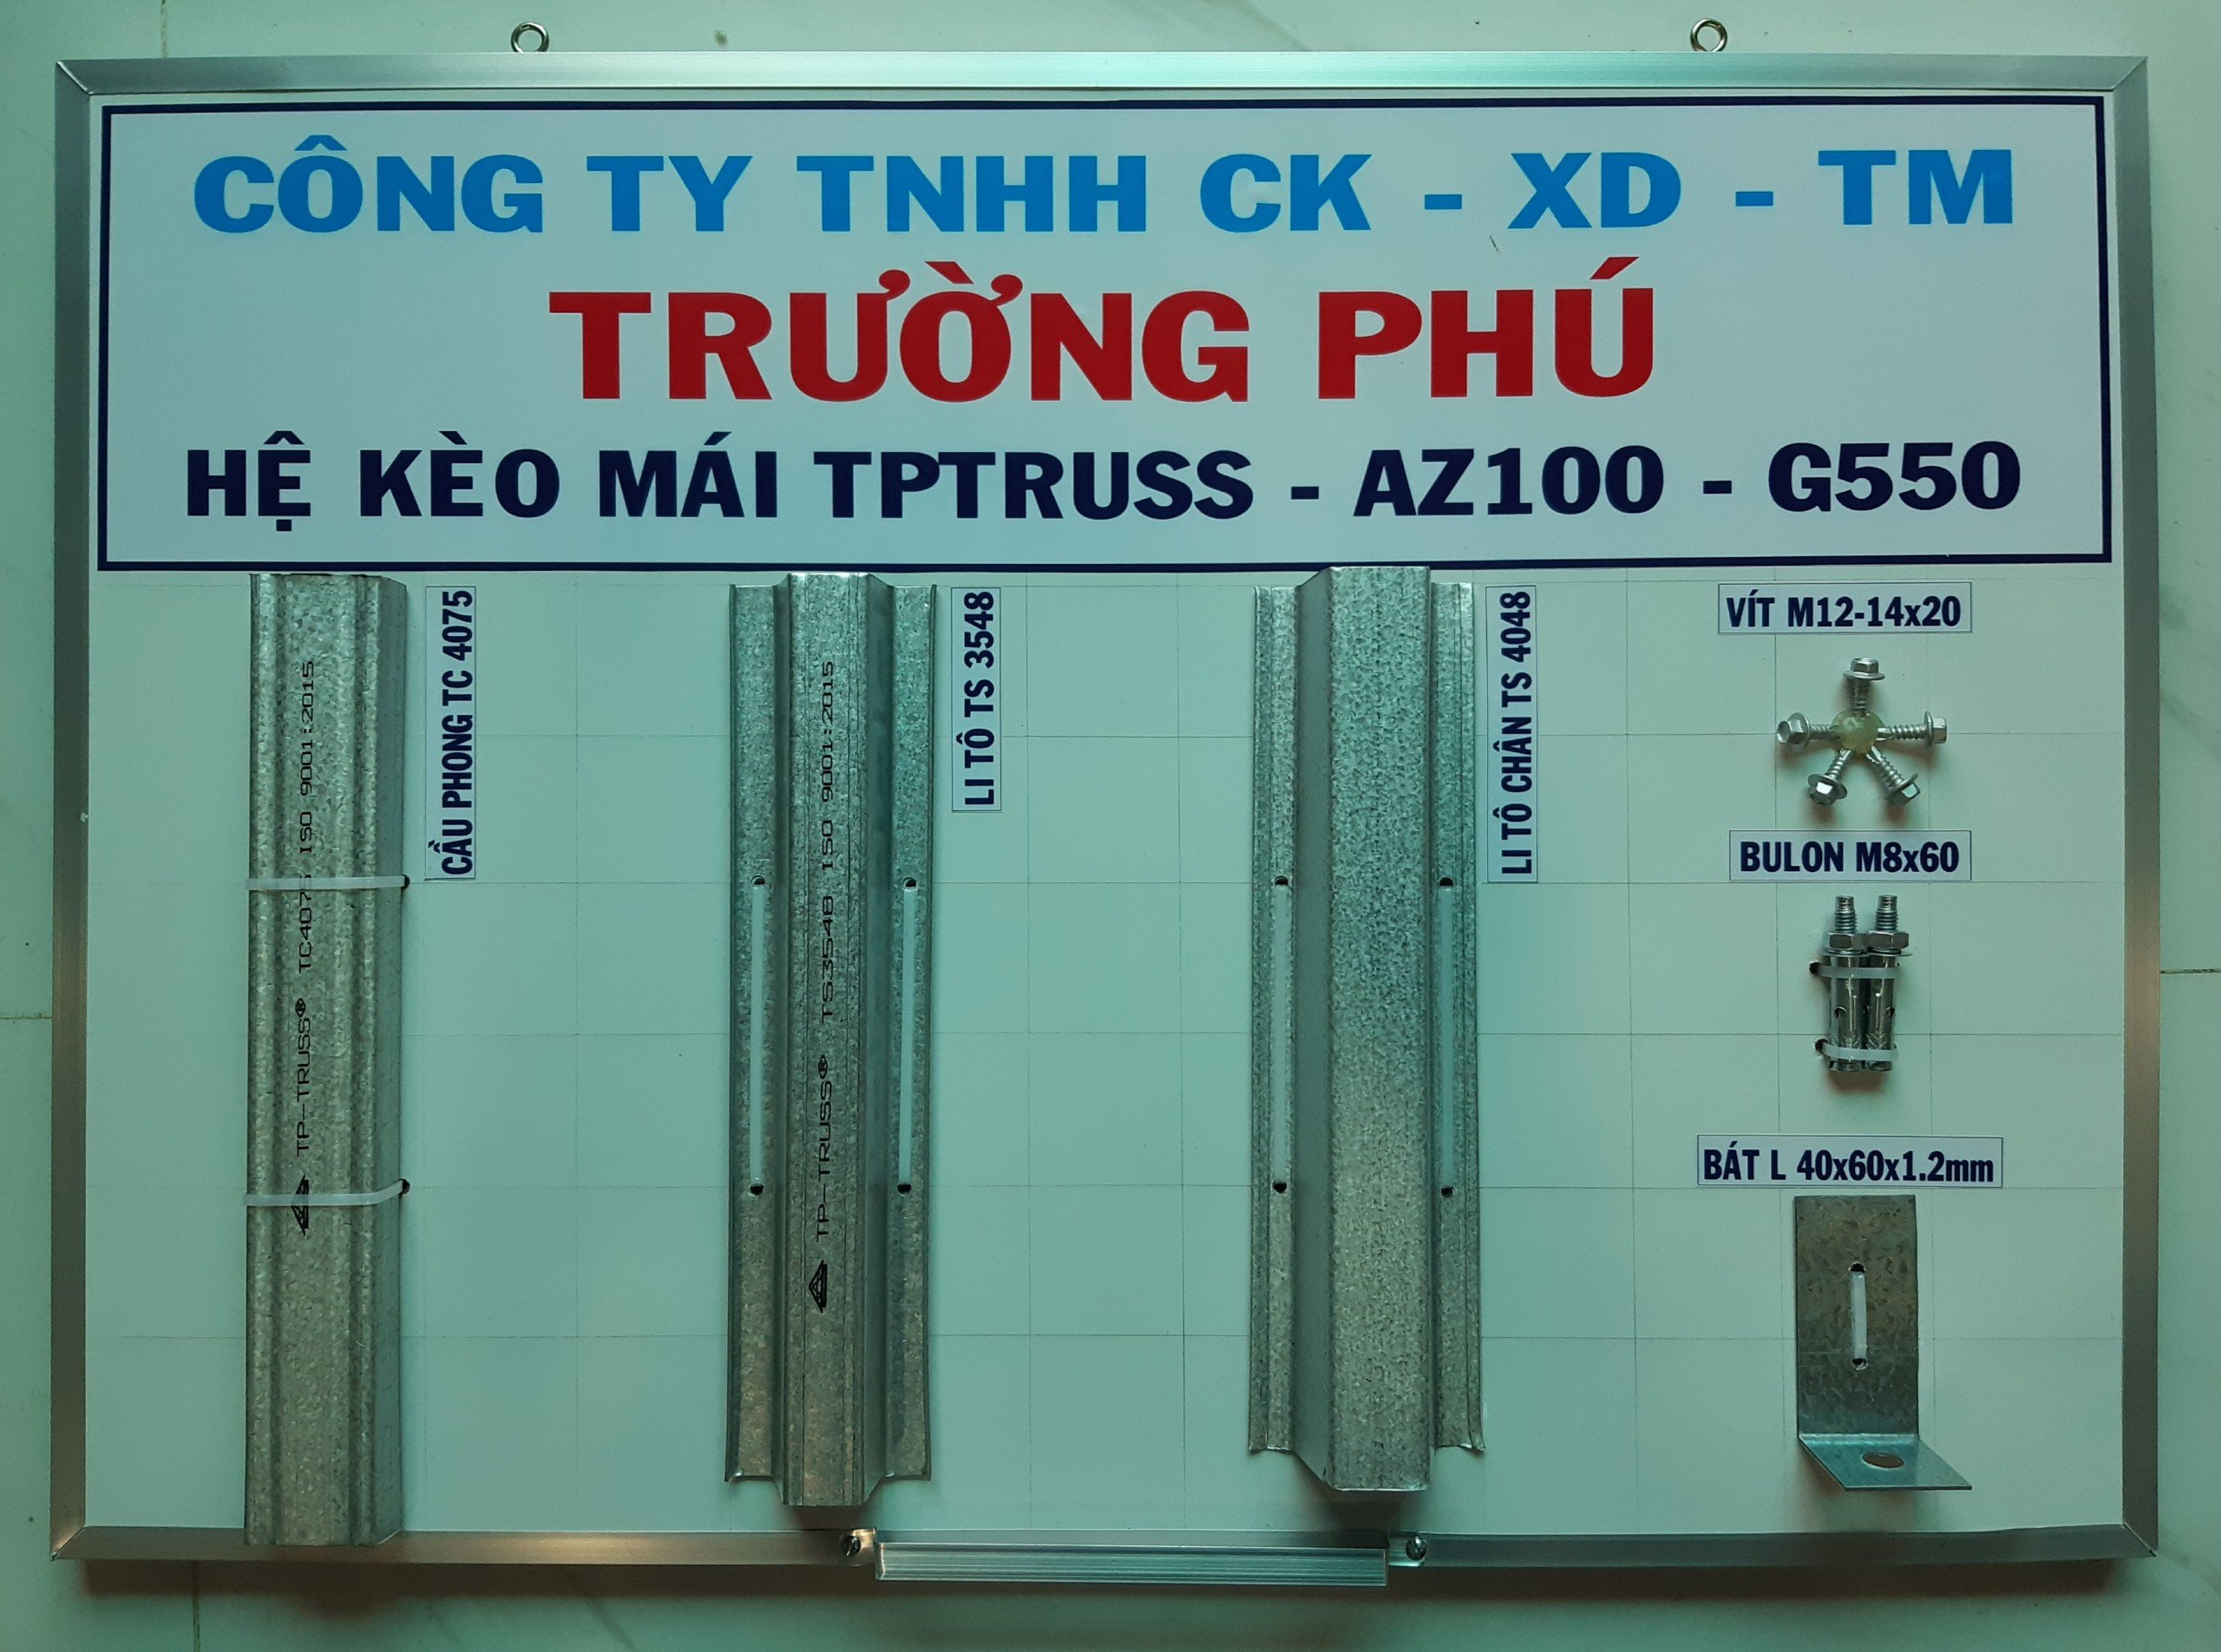 CÔNG TY TNHH CK - XD - TM
TRƯỜNG PHÚ
HỆ KÈO MÁI TPTRUSS - AZ100 - G550
TP-TRUSS® TC4075 ISO 9001:2015
CẦU PHONG TC 4075
TP-TRUSS® TS3548 ISO 9001:2015
LI TÔ TS 3548
LI TÔ CHÂN TS 4048
VÍT M12-14x20
BULON M8x60
BÁT L 40x60x1.2mm